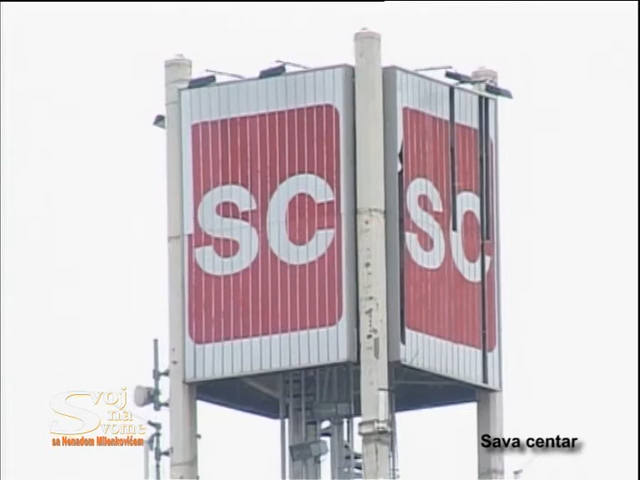 SC
SC
Svoj
na
Svome
sa Nenadom Milenkovićem
Sava centar